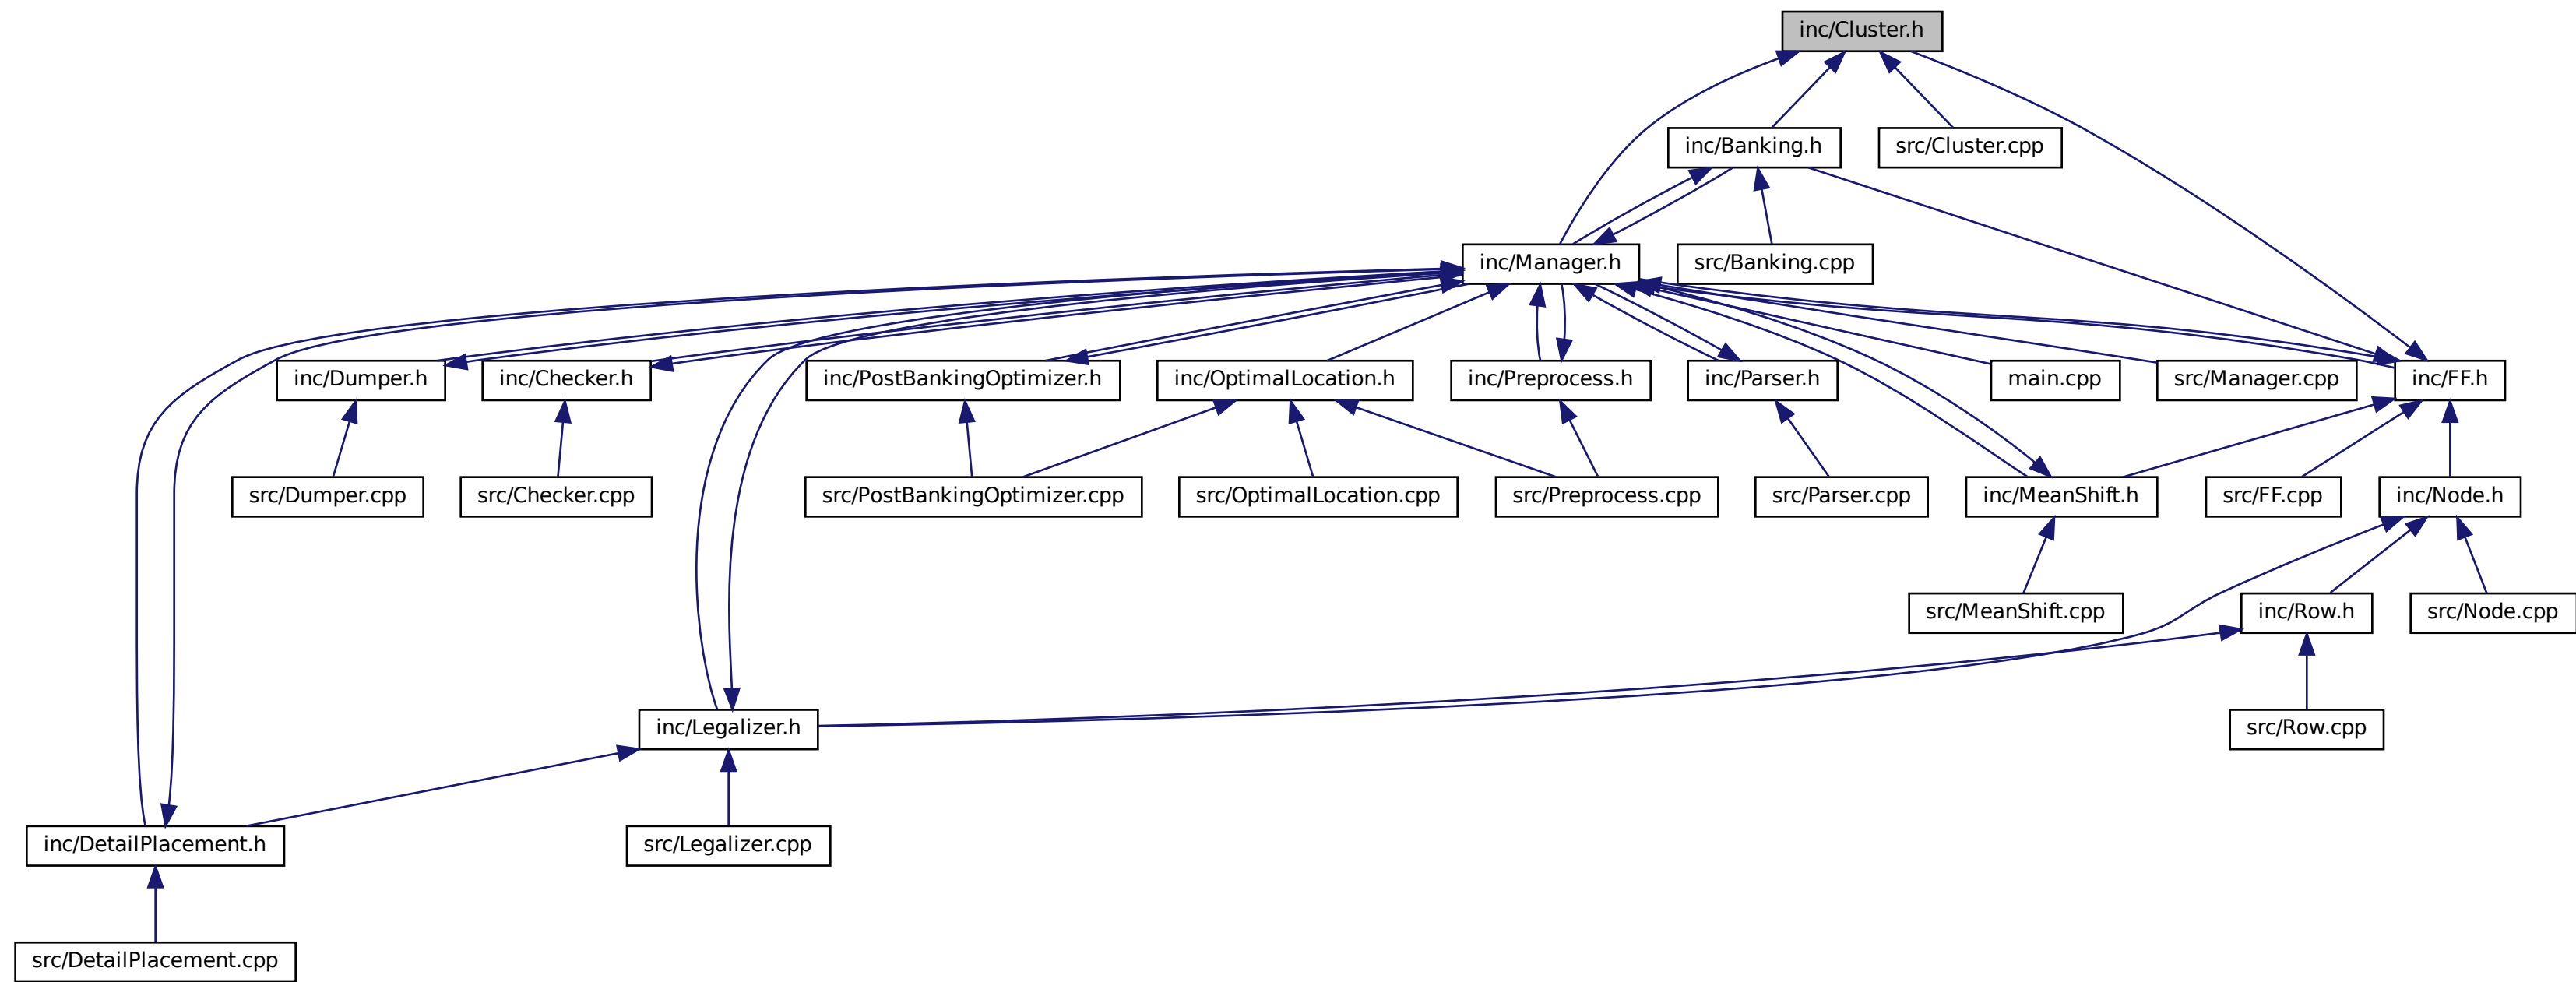 inc/Cluster.h
inc/Banking.h
src/Cluster.cpp
inc/Manager.h
src/Banking.cpp
inc/Dumper.h
inc/Checker.h
inc/PostBankingOptimizer.h
inc/OptimalLocation.h
inc/Preprocess.h
inc/Parser.h
main.cpp
src/Manager.cpp
inc/FF.h
src/Dumper.cpp
src/Checker.cpp
src/PostBankingOptimizer.cpp
src/OptimalLocation.cpp
src/Preprocess.cpp
src/Parser.cpp
inc/MeanShift.h
src/FF.cpp
inc/Node.h
src/MeanShift.cpp
inc/Row.h
src/Node.cpp
inc/Legalizer.h
src/Row.cpp
inc/DetailPlacement.h
src/Legalizer.cpp
src/DetailPlacement.cpp